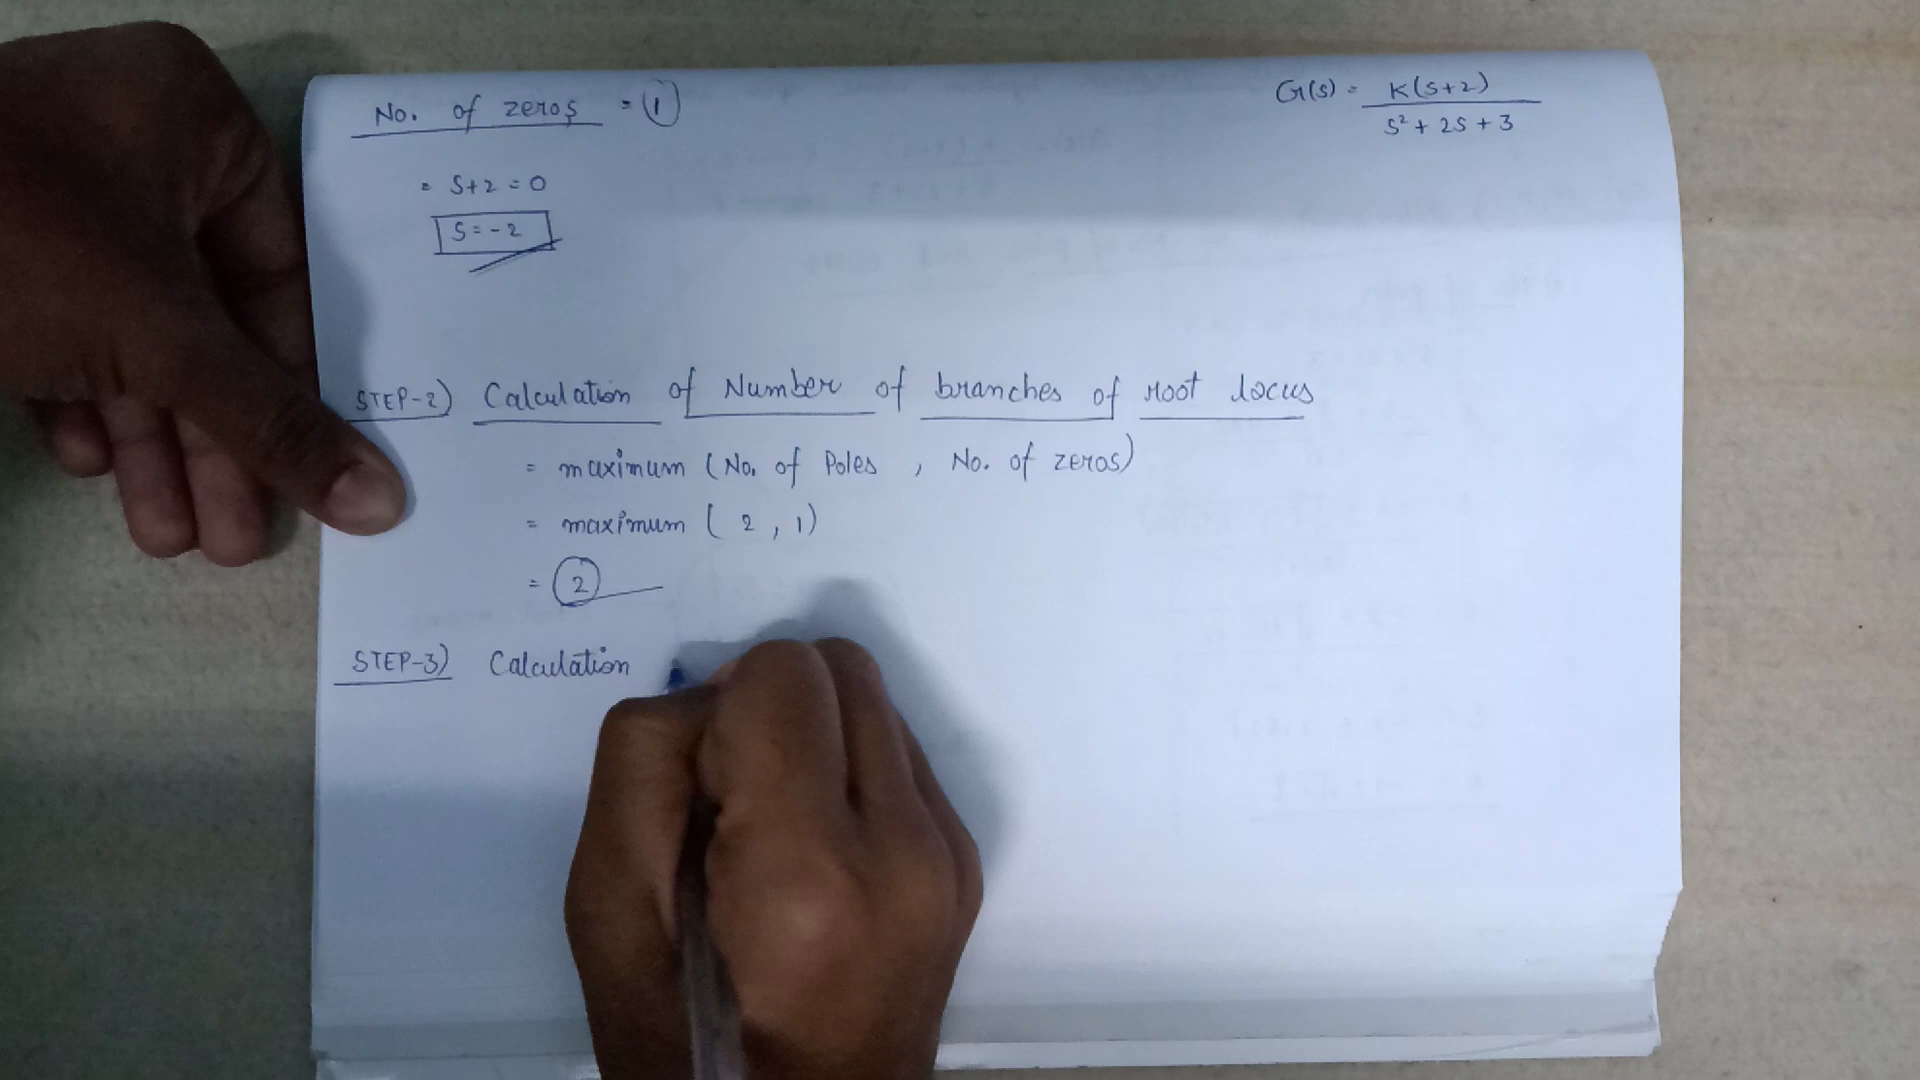 No. of zeros = 1
G(s) = K(s+2)
s² + 2s + 3
= S+2 = 0
S = -2
STEP-2) Calculation of Number of branches of root locus
= maximum (No. of Poles , No. of zeros)
= maximum ( 2 , 1)
= 2
STEP-3) Calculation